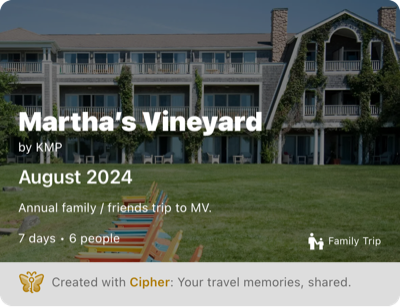 Martha's Vineyard
by KMP
August 2024
Annual family / friends trip to MV.
7 days • 6 people
Family Trip
Created with Cipher: Your travel memories, shared.